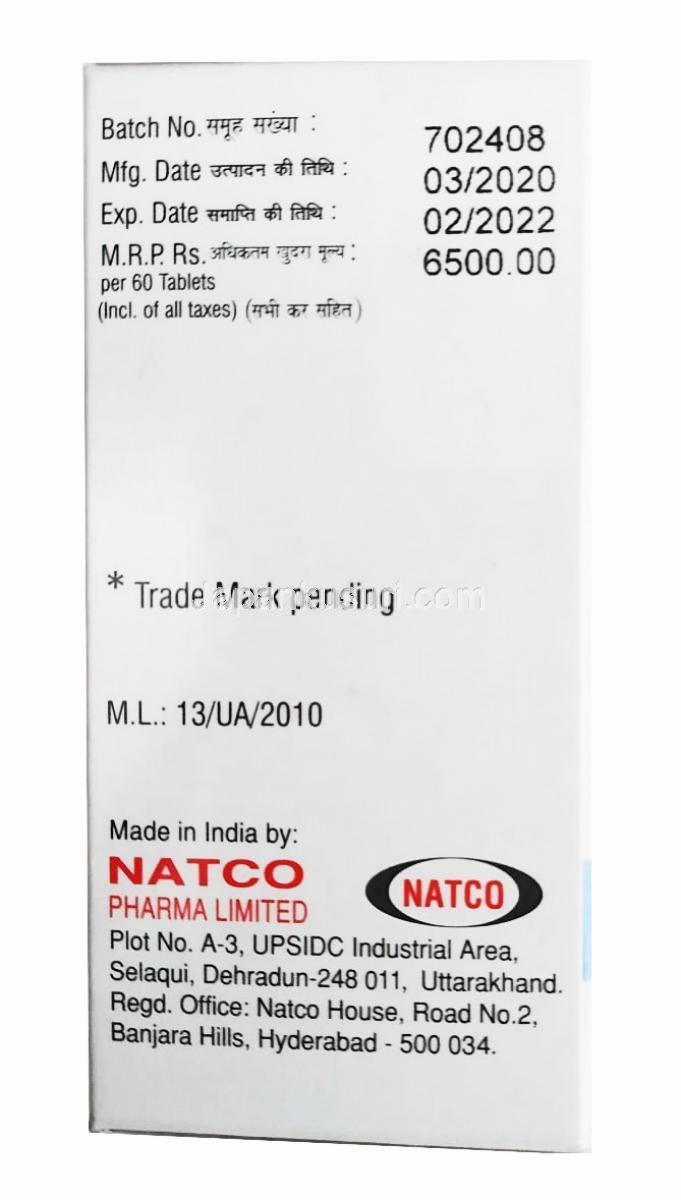 Batch No. समूह संख्या : 702408
Mfg. Date उत्पादन की तिथि : 03/2020
Exp. Date समाप्ति की तिथि : 02/2022
M.R.P. Rs. अधिकतम खुदरा मूल्य : 6500.00
per 60 Tablets
(Incl. of all taxes) (सभी कर सहित)
* Trade Mark pending
M.L.: 13/UA/2010
Made in India by:
NATCO
PHARMA LIMITED
NATCO
Plot No. A-3, UPSIDC Industrial Area,
Selaqui, Dehradun-248 011, Uttarakhand.
Regd. Office: Natco House, Road No.2,
Banjara Hills, Hyderabad - 500 034.